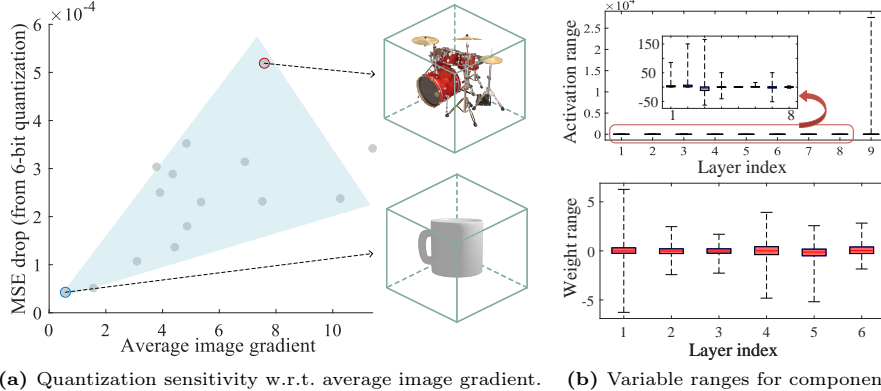 ×10⁻⁴
6
5
4
3
2
1
0
0 2 4 6 8 10
MSE drop (from 6-bit quantization)
Average image gradient
×10⁴
2.5
2
1.5
1
0.5
0
150
50
-50
1 8
1 2 3 4 5 6 7 8 9
Activation range
Layer index
5
0
-5
1 2 3 4 5 6
Weight range
Layer index
(a) Quantization sensitivity w.r.t. average image gradient.
(b) Variable ranges for componen